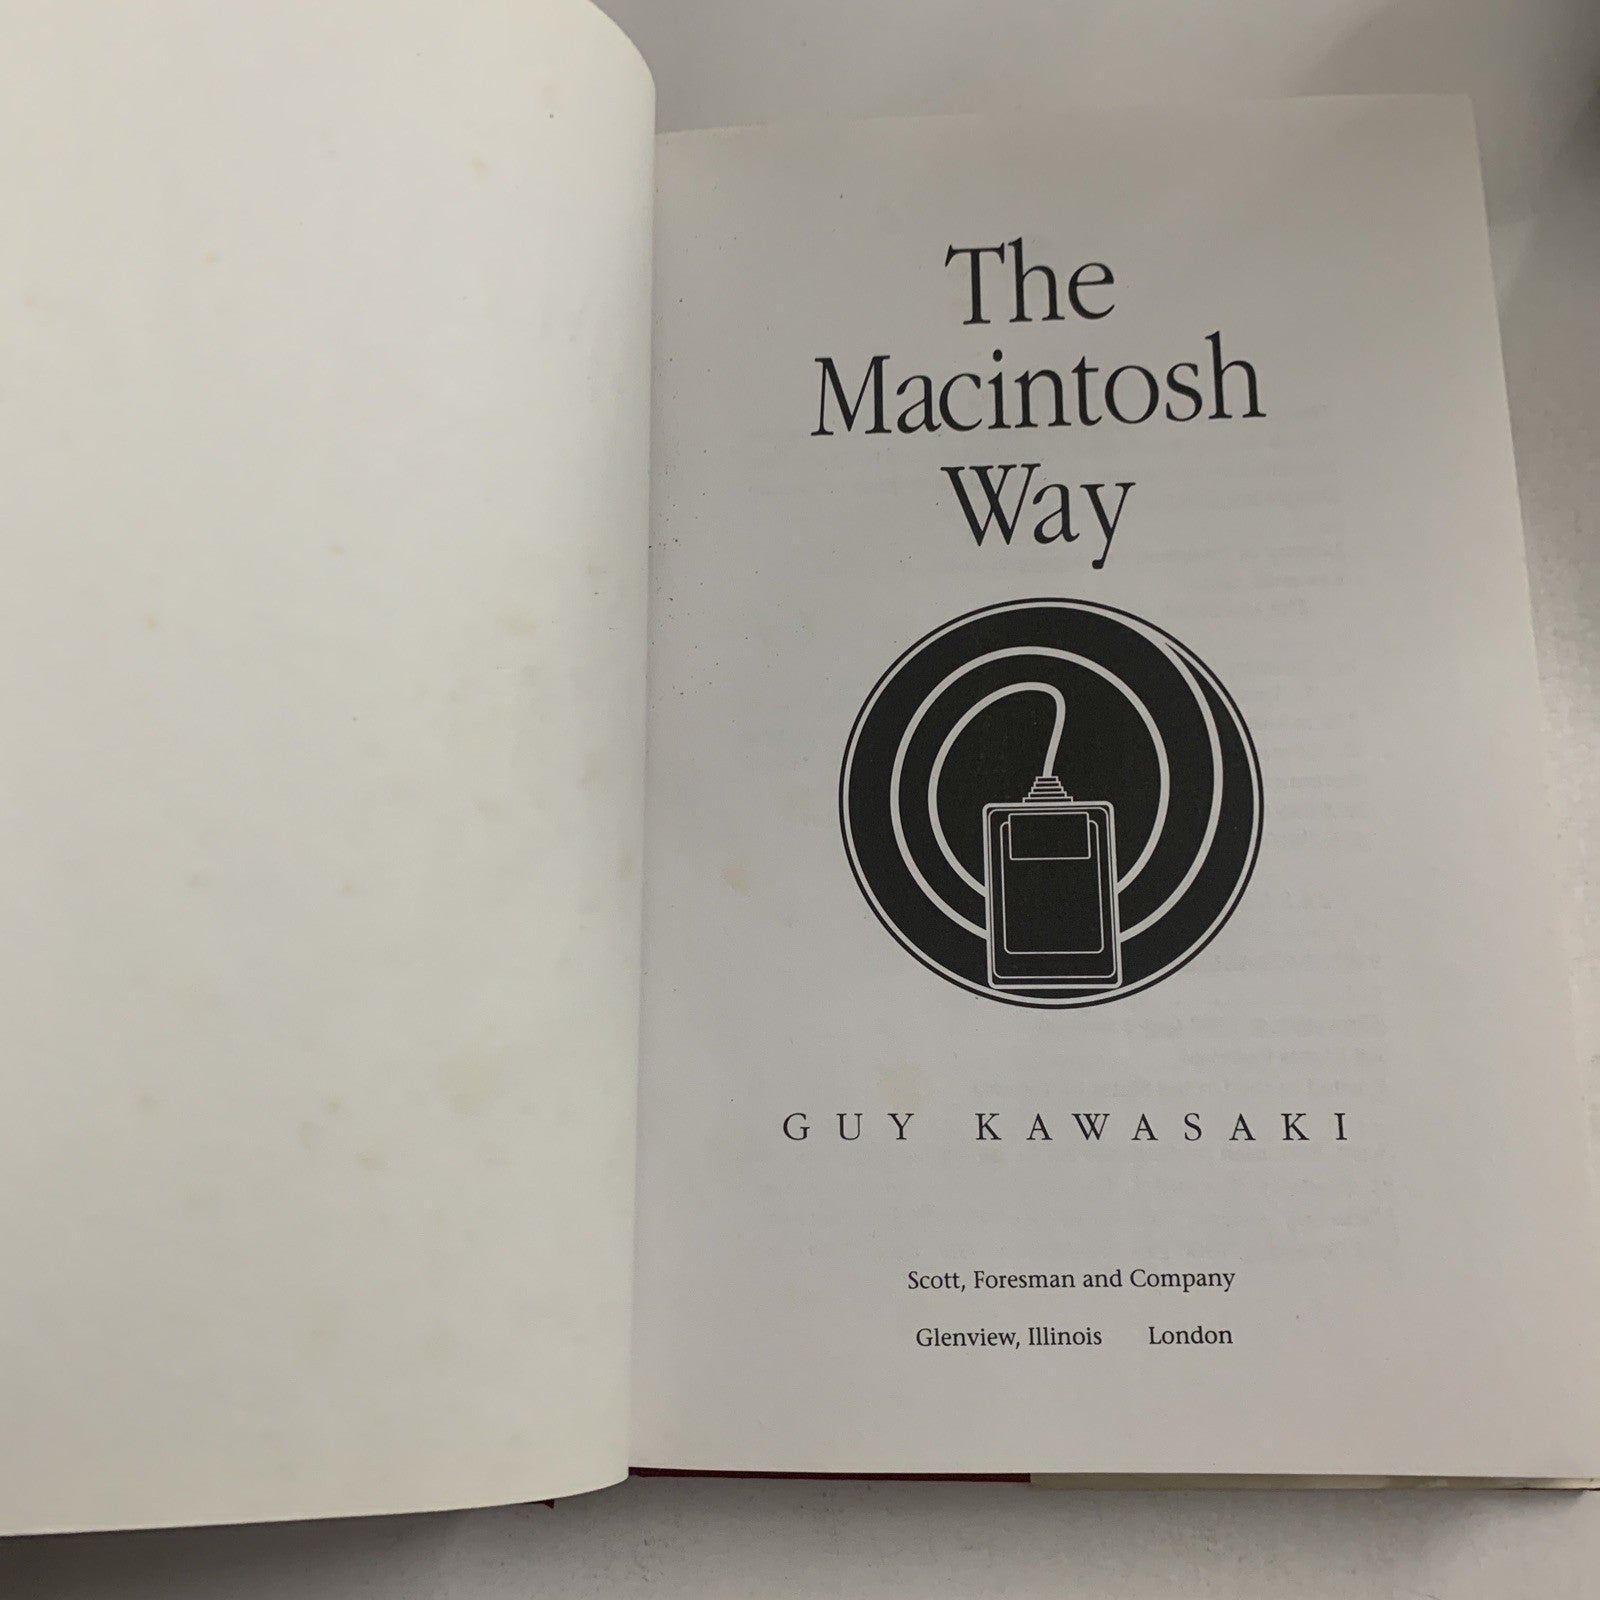 The
Macintosh
Way
GUY KAWASAKI
Scott, Foresman and Company
Glenview, Illinois London